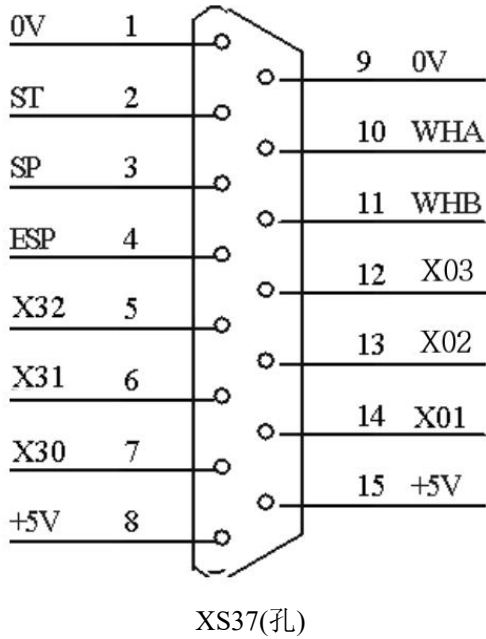 0V 1
9 0V
ST 2
10 WHA
SP 3
11 WHB
ESP 4
12 X03
X32 5
13 X02
X31 6
14 X01
X30 7
15 +5V
+5V 8
XS37(孔)